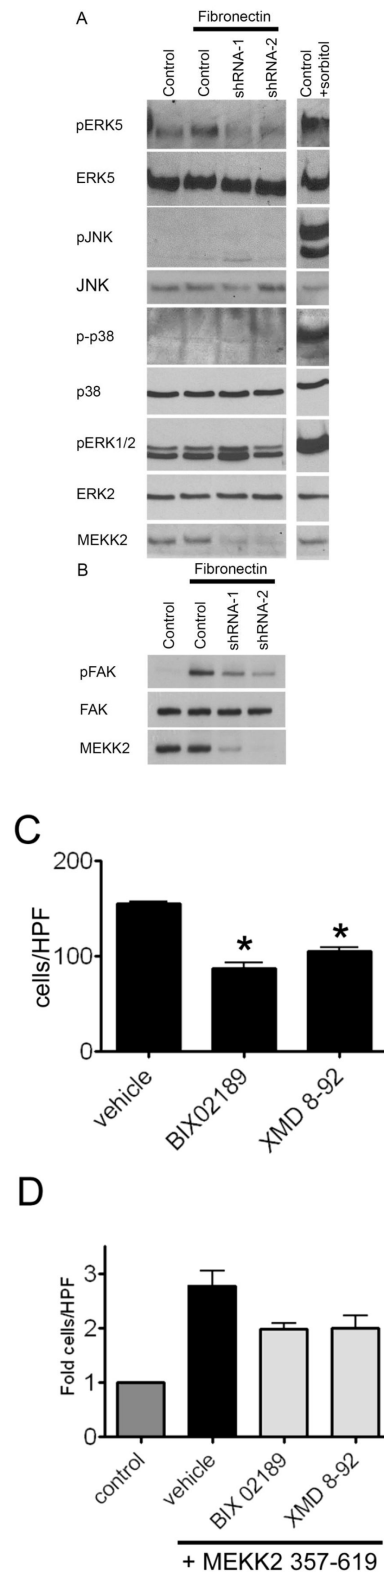 A
Fibronectin
Control
Control
shRNA-1
shRNA-2
Control
+sorbitol
pERK5
ERK5
pJNK
JNK
p-p38
p38
pERK1/2
ERK2
MEKK2
B
Fibronectin
Control
Control
shRNA-1
shRNA-2
pFAK
FAK
MEKK2
C
cells/HPF
200
100
0
*
*
vehicle
BIX02189
XMD 8-92
D
Fold cells/HPF
3
2
1
0
control
vehicle
BIX 02189
XMD 8-92
+ MEKK2 357-619